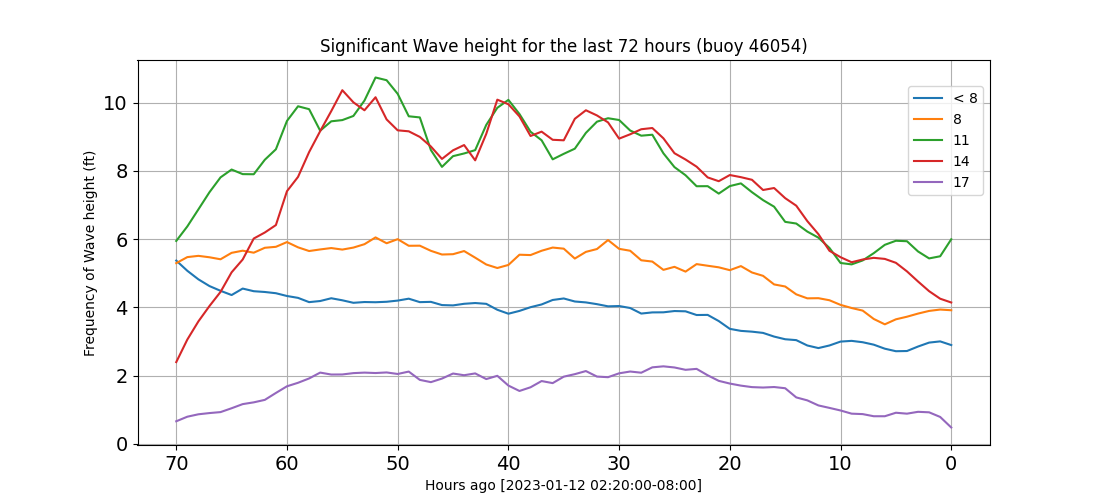 Significant Wave height for the last 72 hours (buoy 46054)
Frequency of Wave height (ft)
10
8
6
4
2
0
< 8
8
11
14
17
70 60 50 40 30 20 10 0
Hours ago [2023-01-12 02:20:00-08:00]